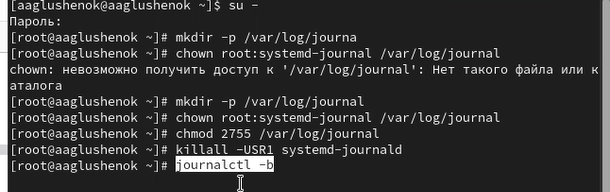 [aaglushenok@aaglushenok ~]$ su -
Пароль:
[root@aaglushenok ~]# mkdir -p /var/log/journa
[root@aaglushenok ~]# chown root:systemd-journal /var/log/journal
chown: невозможно получить доступ к '/var/log/journal': Нет такого файла или к
аталога
[root@aaglushenok ~]# mkdir -p /var/log/journal
[root@aaglushenok ~]# chown root:systemd-journal /var/log/journal
[root@aaglushenok ~]# chmod 2755 /var/log/journal
[root@aaglushenok ~]# killall -USR1 systemd-journald
[root@aaglushenok ~]# journalctl -b